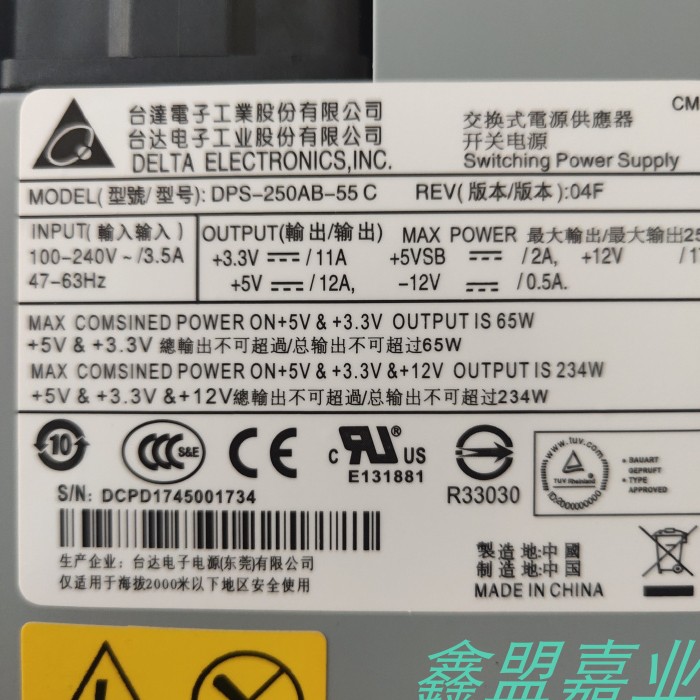 台達電子工業股份有限公司
台达电子工业股份有限公司
DELTA ELECTRONICS,INC.
CM
交換式電源供應器
开关电源
Switching Power Supply
MODEL(型號/型号): DPS-250AB-55 C REV(版本/版本):04F
INPUT(輸入输入)
100-240V~/3.5A
47-63Hz
OUTPUT(輸出/输出) MAX POWER 最大輸出/最大输出25
+3.3V /11A +5VSB /2A, +12V /1
+5V /12A, -12V /0.5A.
MAX COMSINED POWER ON+5V & +3.3V OUTPUT IS 65W
+5V & +3.3V 總輸出不可超過/总输出不可超过65W
MAX COMSINED POWER ON+5V & +3.3V &+12V OUTPUT IS 234W
+5V & +3.3V &+12V總輸出不可超過/总输出不可超过234W
10
CCC S&E
CE
c RU® US
E131881
R33030
www.tuv.com
TUV Rheinland
ID:2000000000
BAUART
GEPRUFT
TYPE
APPROVED
S/N: DCPD1745001734
生产企业: 台达电子电源(东莞)有限公司
仅适用于海拔2000米以下地区安全使用
製造地:中國
制造地:中国
MADE IN CHINA
鑫盟嘉业